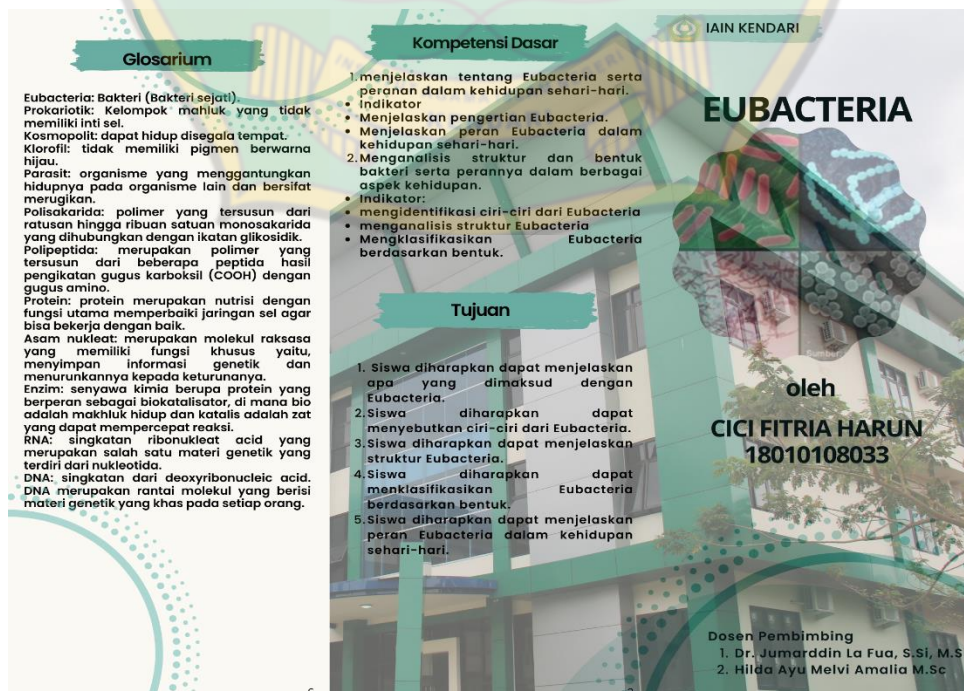 Glosarium
Eubacteria: Bakteri (Bakteri sejati).
Prokariotik: Kelompok mahluk yang tidak
memiliki inti sel.
Kosmopolit: dapat hidup disegala tempat.
Klorofil: tidak memiliki pigmen berwarna
hijau.
Parasit: organisme yang menggantungkan
hidupnya pada organisme lain dan bersifat
merugikan.
Polisakarida: polimer yang tersusun dari
ratusan hingga ribuan satuan monosakarida
yang dihubungkan dengan ikatan glikosidik.
Polipeptida: merupakan polimer yang
tersusun dari beberapa peptida hasil
pengikatan gugus karboksil (COOH) dengan
gugus amino.
Protein: protein merupakan nutrisi dengan
fungsi utama memperbaiki jaringan sel agar
bisa bekerja dengan baik.
Asam nukleat: merupakan molekul raksasa
yang memiliki fungsi khusus yaitu,
menyimpan informasi genetik dan
menurunkannya kepada keturunanya.
Enzim: senyawa kimia berupa protein yang
berperan sebagai biokatalisator, di mana bio
adalah makhluk hidup dan katalis adalah zat
yang dapat mempercepat reaksi.
RNA: singkatan ribonukleat acid yang
merupakan salah satu materi genetik yang
terdiri dari nukleotida.
DNA: singkatan dari deoxyribonucleic acid.
DNA merupakan rantai molekul yang berisi
materi genetik yang khas pada setiap orang.
Kompetensi Dasar
1. menjelaskan tentang Eubacteria serta
peranan dalam kehidupan sehari-hari.
• Indikator
• Menjelaskan pengertian Eubacteria.
• Menjelaskan peran Eubacteria dalam
kehidupan sehari-hari.
2. Menganalisis struktur dan bentuk
bakteri serta perannya dalam berbagai
aspek kehidupan.
• Indikator:
• mengidentifikasi ciri-ciri dari Eubacteria
• menganalisis struktur Eubacteria
• Mengklasifikasikan Eubacteria
berdasarkan bentuk.
Tujuan
1. Siswa diharapkan dapat menjelaskan
apa yang dimaksud dengan
Eubacteria.
2. Siswa diharapkan dapat
menyebutkan ciri-ciri dari Eubacteria.
3. Siswa diharapkan dapat menjelaskan
struktur Eubacteria.
4. Siswa diharapkan dapat
menklasifikasikan Eubacteria
berdasarkan bentuk.
5. Siswa diharapkan dapat menjelaskan
peran Eubacteria dalam kehidupan
sehari-hari.
IAIN KENDARI
EUBACTERIA
Sumber
oleh
CICI FITRIA HARUN
18010108033
Dosen Pembimbing
1. Dr. Jumarddin La Fua, S.Si, M.S
2. Hilda Ayu Melvi Amalia M.Sc